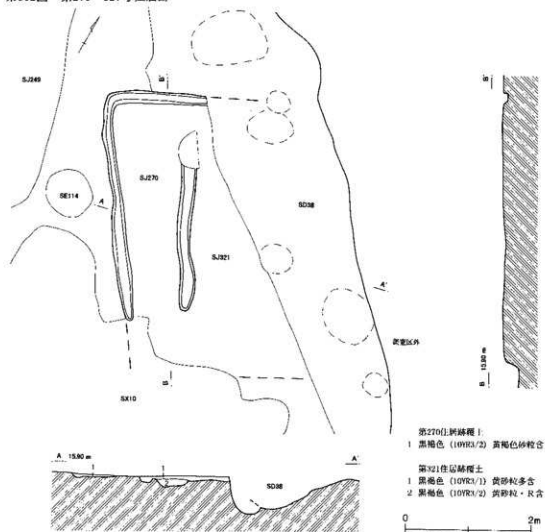 SJ249
B
SJ270
SE114
A
SD38
SJ321
A'
調査区外
B
SX10
B
15.90 m
B
第270住居跡覆土
1 黒褐色 (10YR3/2) 黄褐色砂粒含
第321住居跡覆土
1 黒褐色 (10YR3/1) 黄砂粒多含
2 黒褐色 (10YR3/2) 黄砂粒・R含
A 15.90 m
A'
SD38
0 2m